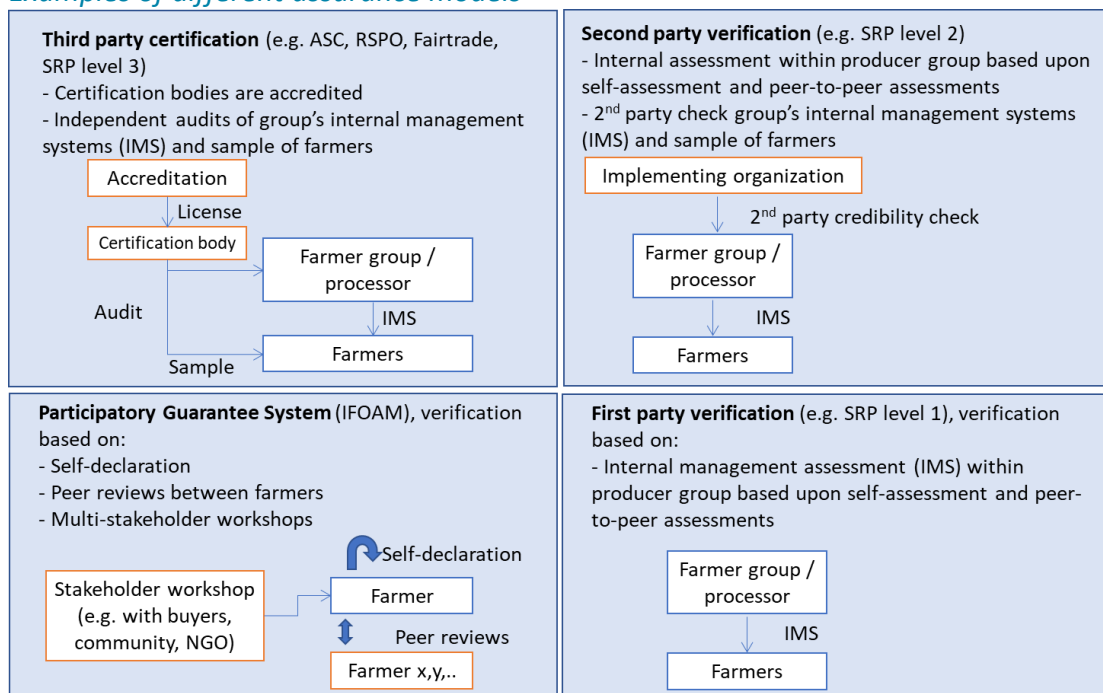 Examples of different assurance models
Third party certification (e.g. ASC, RSPO, Fairtrade,
SRP level 3)
- Certification bodies are accredited
- Independent audits of group's internal management
systems (IMS) and sample of farmers
Accreditation
License
Certification body
Farmer group /
processor
Audit
IMS
Farmers
Sample
Second party verification (e.g. SRP level 2)
- Internal assessment within producer group based upon
self-assessment and peer-to-peer assessments
- 2nd party check group's internal management systems
(IMS) and sample of farmers
Implementing organization
2nd party credibility check
Farmer group /
processor
IMS
Farmers
Participatory Guarantee System (IFOAM), verification
based on:
- Self-declaration
- Peer reviews between farmers
- Multi-stakeholder workshops
Self-declaration
Stakeholder workshop
(e.g. with buyers,
community, NGO)
Farmer
Peer reviews
Farmer x,y,..
First party verification (e.g. SRP level 1), verification
based on:
- Internal management assessment (IMS) within
producer group based upon self-assessment and peer-
to-peer assessments
Farmer group /
processor
IMS
Farmers